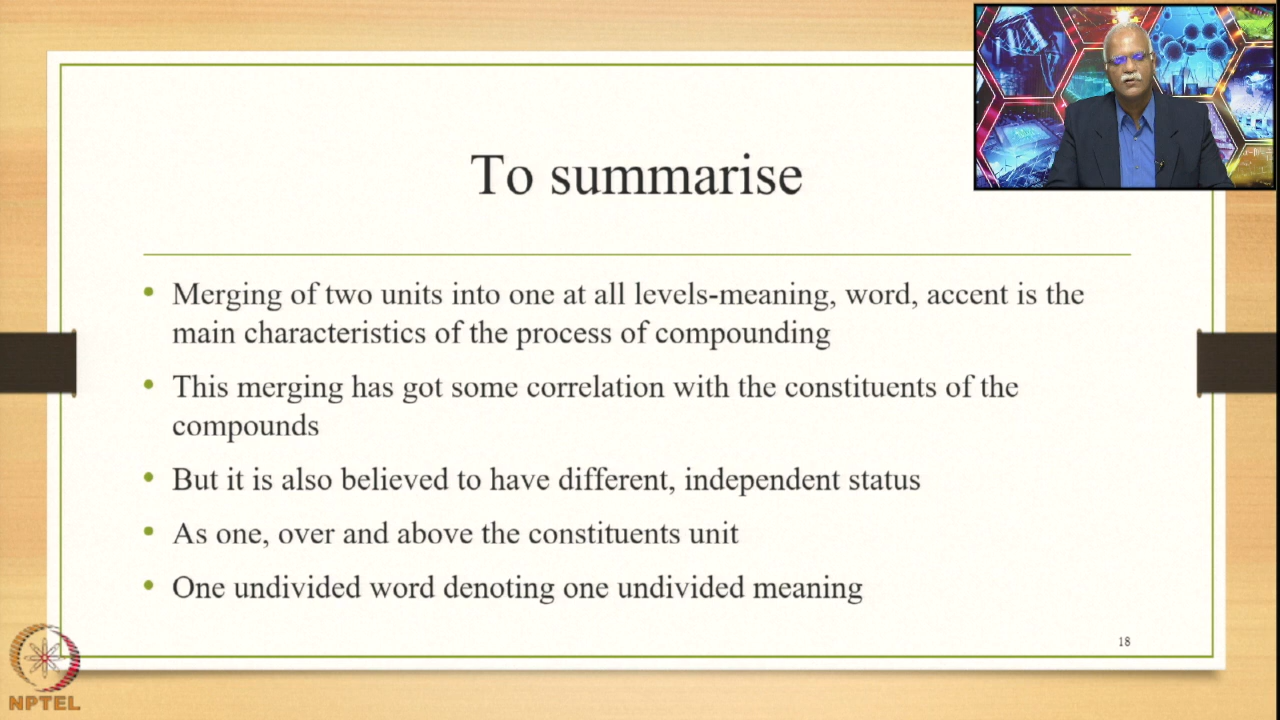 To summarise
• Merging of two units into one at all levels-meaning, word, accent is the
main characteristics of the process of compounding
• This merging has got some correlation with the constituents of the
compounds
• But it is also believed to have different, independent status
• As one, over and above the constituents unit
• One undivided word denoting one undivided meaning
18
NPTEL